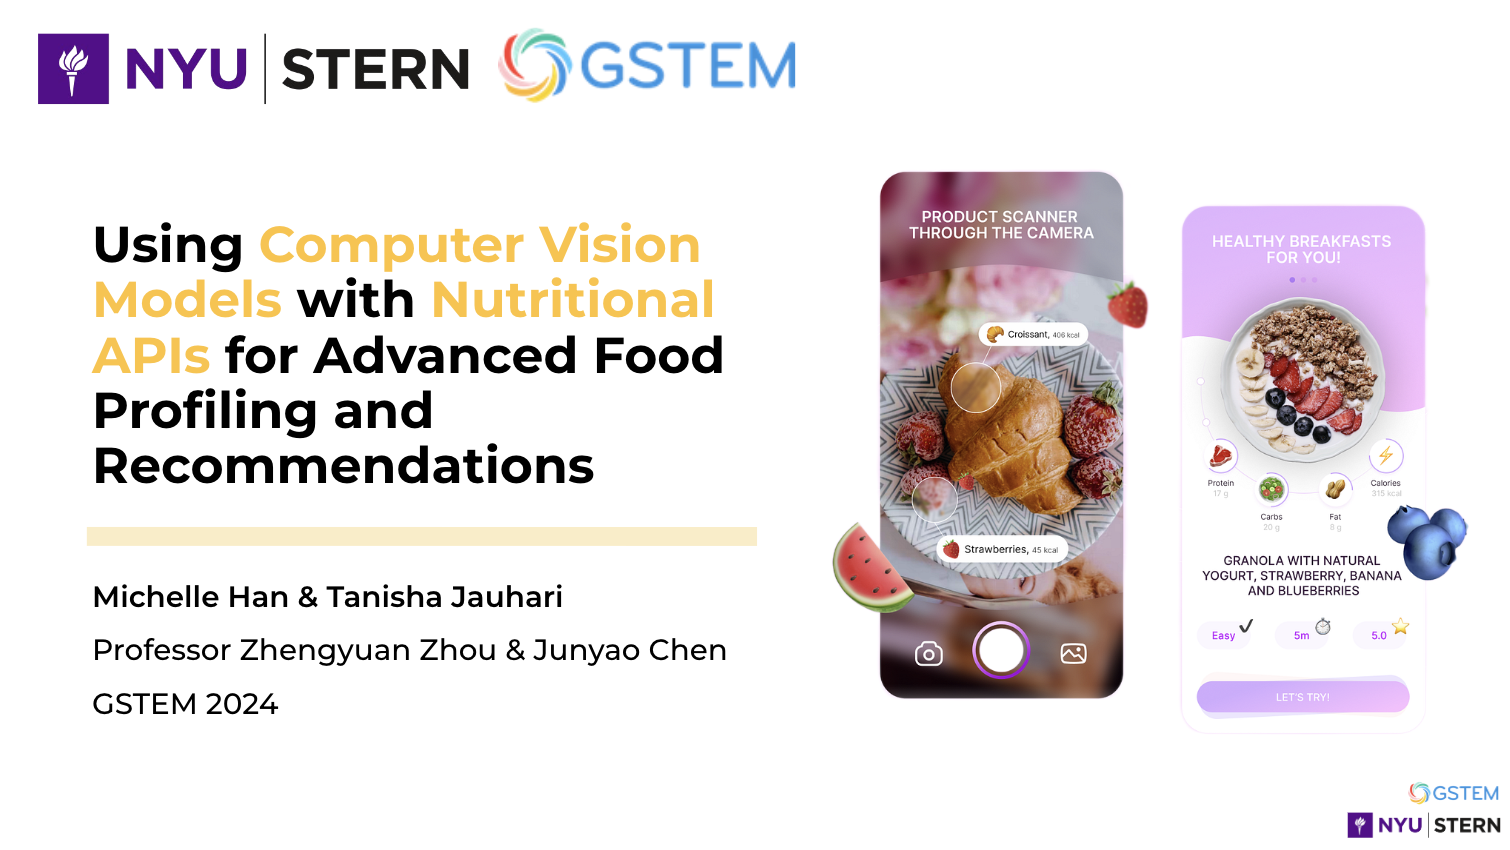 NYU | STERN GSTEM
Using Computer Vision
Models with Nutritional
APIs for Advanced Food
Profiling and
Recommendations
Michelle Han & Tanisha Jauhari
Professor Zhengyuan Zhou & Junyao Chen
GSTEM 2024
PRODUCT SCANNER
THROUGH THE CAMERA
Croissant, 406 kcal
Strawberries, 45 kcal
HEALTHY BREAKFASTS
FOR YOU!
Protein
17 g
Carbs
20 g
Fat
8 g
Calories
315 kcal
GRANOLA WITH NATURAL
YOGURT, STRAWBERRY, BANANA
AND BLUEBERRIES
Easy
5m
5.0
LET'S TRY!
GSTEM
NYU | STERN